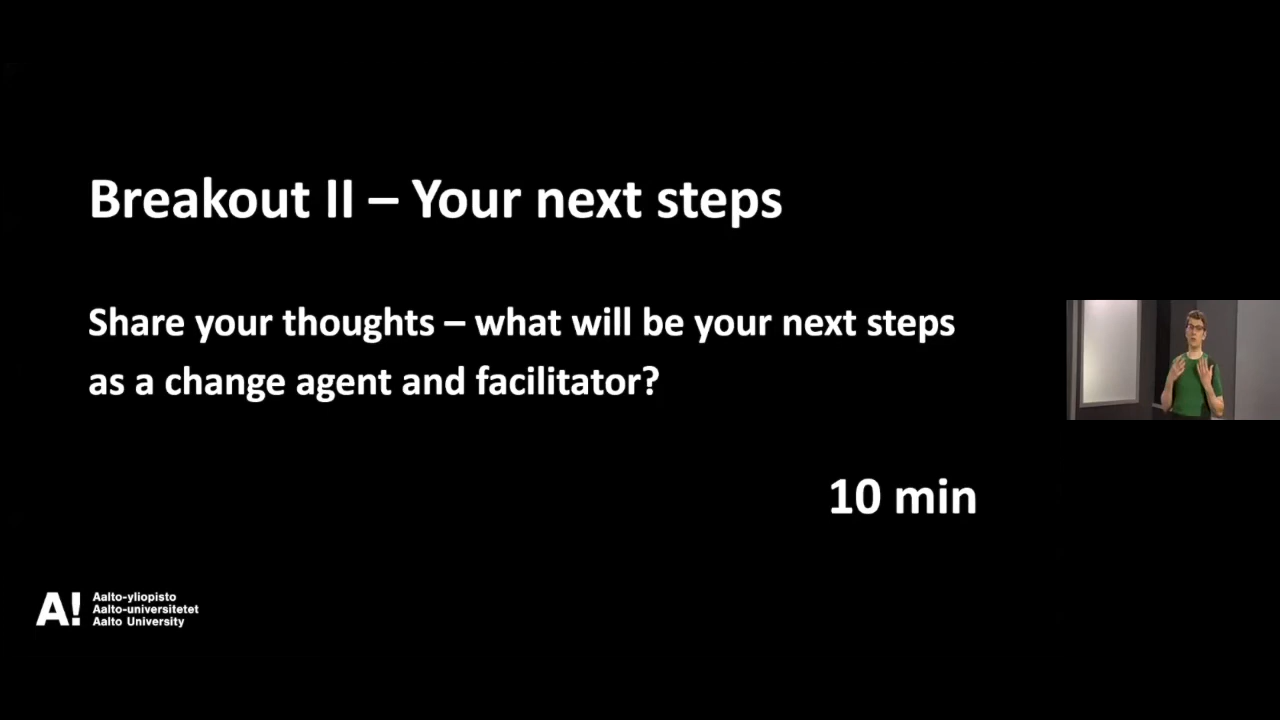 Breakout II – Your next steps
Share your thoughts – what will be your next steps
as a change agent and facilitator?
10 min
A!
Aalto-yliopisto
Aalto-universitetet
Aalto University